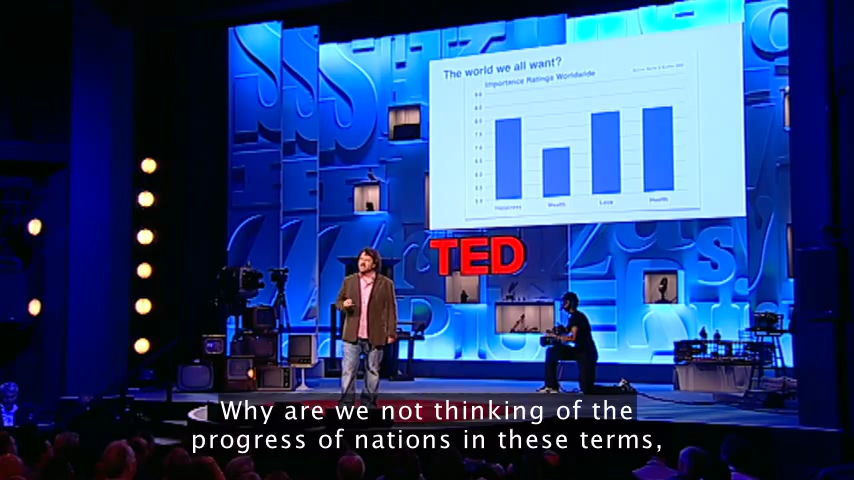 The world we all want?
Importance Ratings Worldwide
Happiness
Wealth
Love
Health
TED
Why are we not thinking of the
progress of nations in these terms,